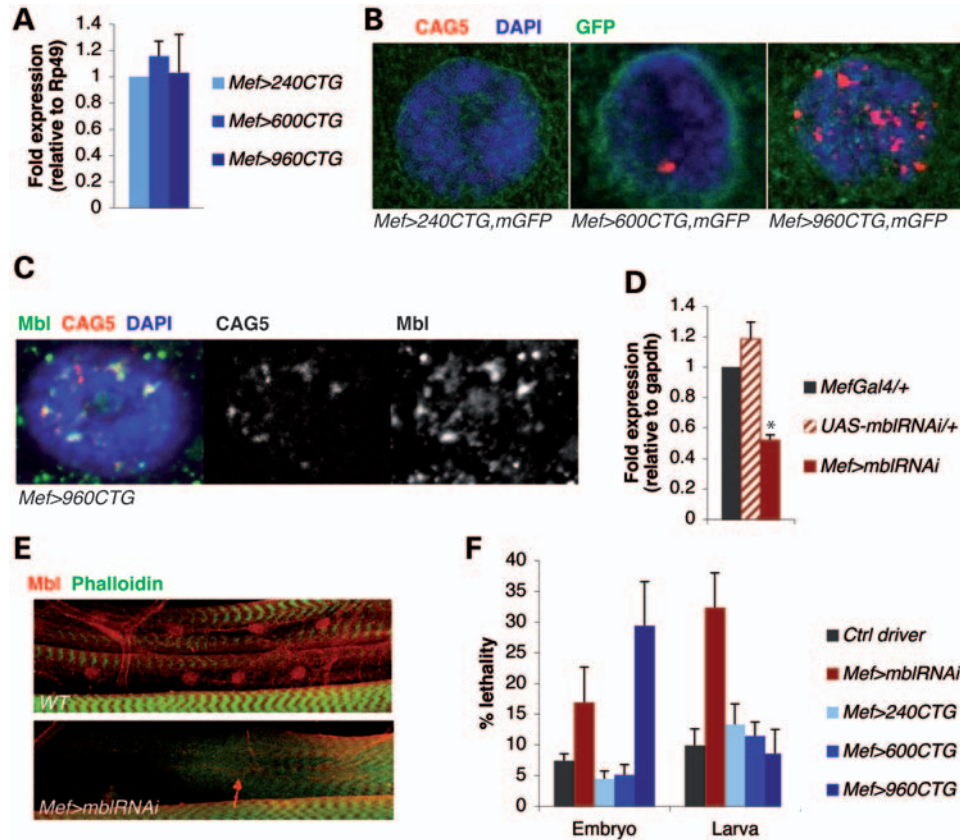 A
Fold expression
(relative to Rp49)
1.4
1.2
1
0.8
0.6
0.4
0.2
0
Mef>240CTG
Mef>600CTG
Mef>960CTG
B
CAG5 DAPI GFP
Mef>240CTG,mGFP
Mef>600CTG,mGFP
Mef>960CTG,mGFP
C
Mbl CAG5 DAPI
CAG5
Mbl
Mef>960CTG
D
Fold expression
(relative to gapdh)
1.4
1.2
1
0.8
0.6
0.4
0.2
0
*
MefGal4/+
UAS-mblRNAi/+
Mef>mblRNAi
E
Mbl Phalloidin
WT
Mef>mblRNAi
F
% lethality
40
35
30
25
20
15
10
5
0
Embryo
Larva
Ctrl driver
Mef>mblRNAi
Mef>240CTG
Mef>600CTG
Mef>960CTG